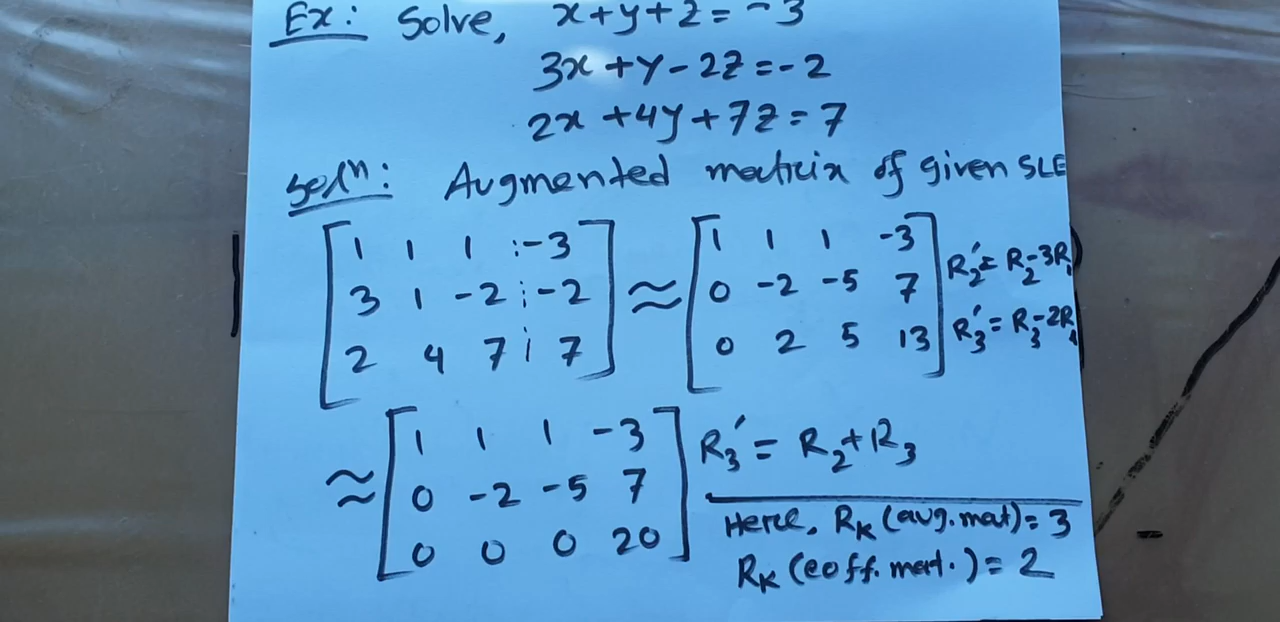 Ex: Solve, x+y+z=-3
3x+y-2z=-2
2x+4y+7z=7
Solⁿ: Augmented matrix of given SLE
[1 1 1 ⋮ -3] ≈ [1 1 1 -3]
[3 1 -2 ⋮ -2] [0 -2 -5 7] R₂′= R₂-3R₁
[2 4 7 ⋮ 7] [0 2 5 13] R₃′= R₃-2R₁
≈ [1 1 1 -3] R₃′= R₂+R₃
[0 -2 -5 7]
[0 0 0 20]
Here, Rk (aug. mat)= 3
Rk (coff. mat.)= 2